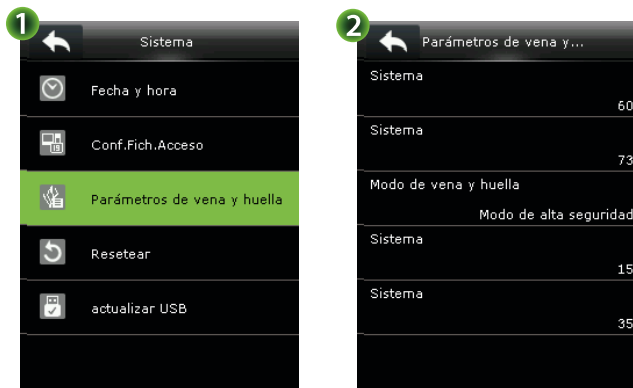 1
Sistema
Fecha y hora
Conf.Fich.Acceso
15
Parámetros de vena y huella
Resetear
actualizar USB
2
Parámetros de vena y...
Sistema
60
Sistema
73
Modo de vena y huella
Modo de alta seguridad
Sistema
15
Sistema
35